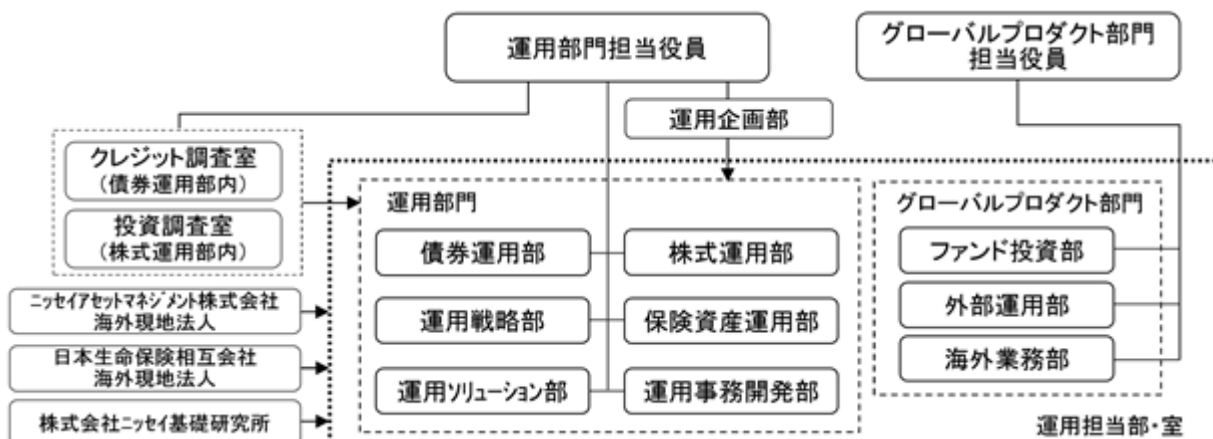 運用部門担当役員
グローバルプロダクト部門
担当役員
運用企画部
クレジット調査室
(債券運用部内)
投資調査室
(株式運用部内)
運用部門
債券運用部
株式運用部
運用戦略部
保険資産運用部
運用ソリューション部
運用事務開発部
グローバルプロダクト部門
ファンド投資部
外部運用部
海外業務部
ニッセイアセットマネジメント株式会社
海外現地法人
日本生命保険相互会社
海外現地法人
株式会社ニッセイ基礎研究所
運用担当部・室